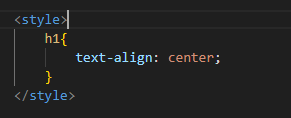 <style>
h1{
text-align: center;
}
</style>